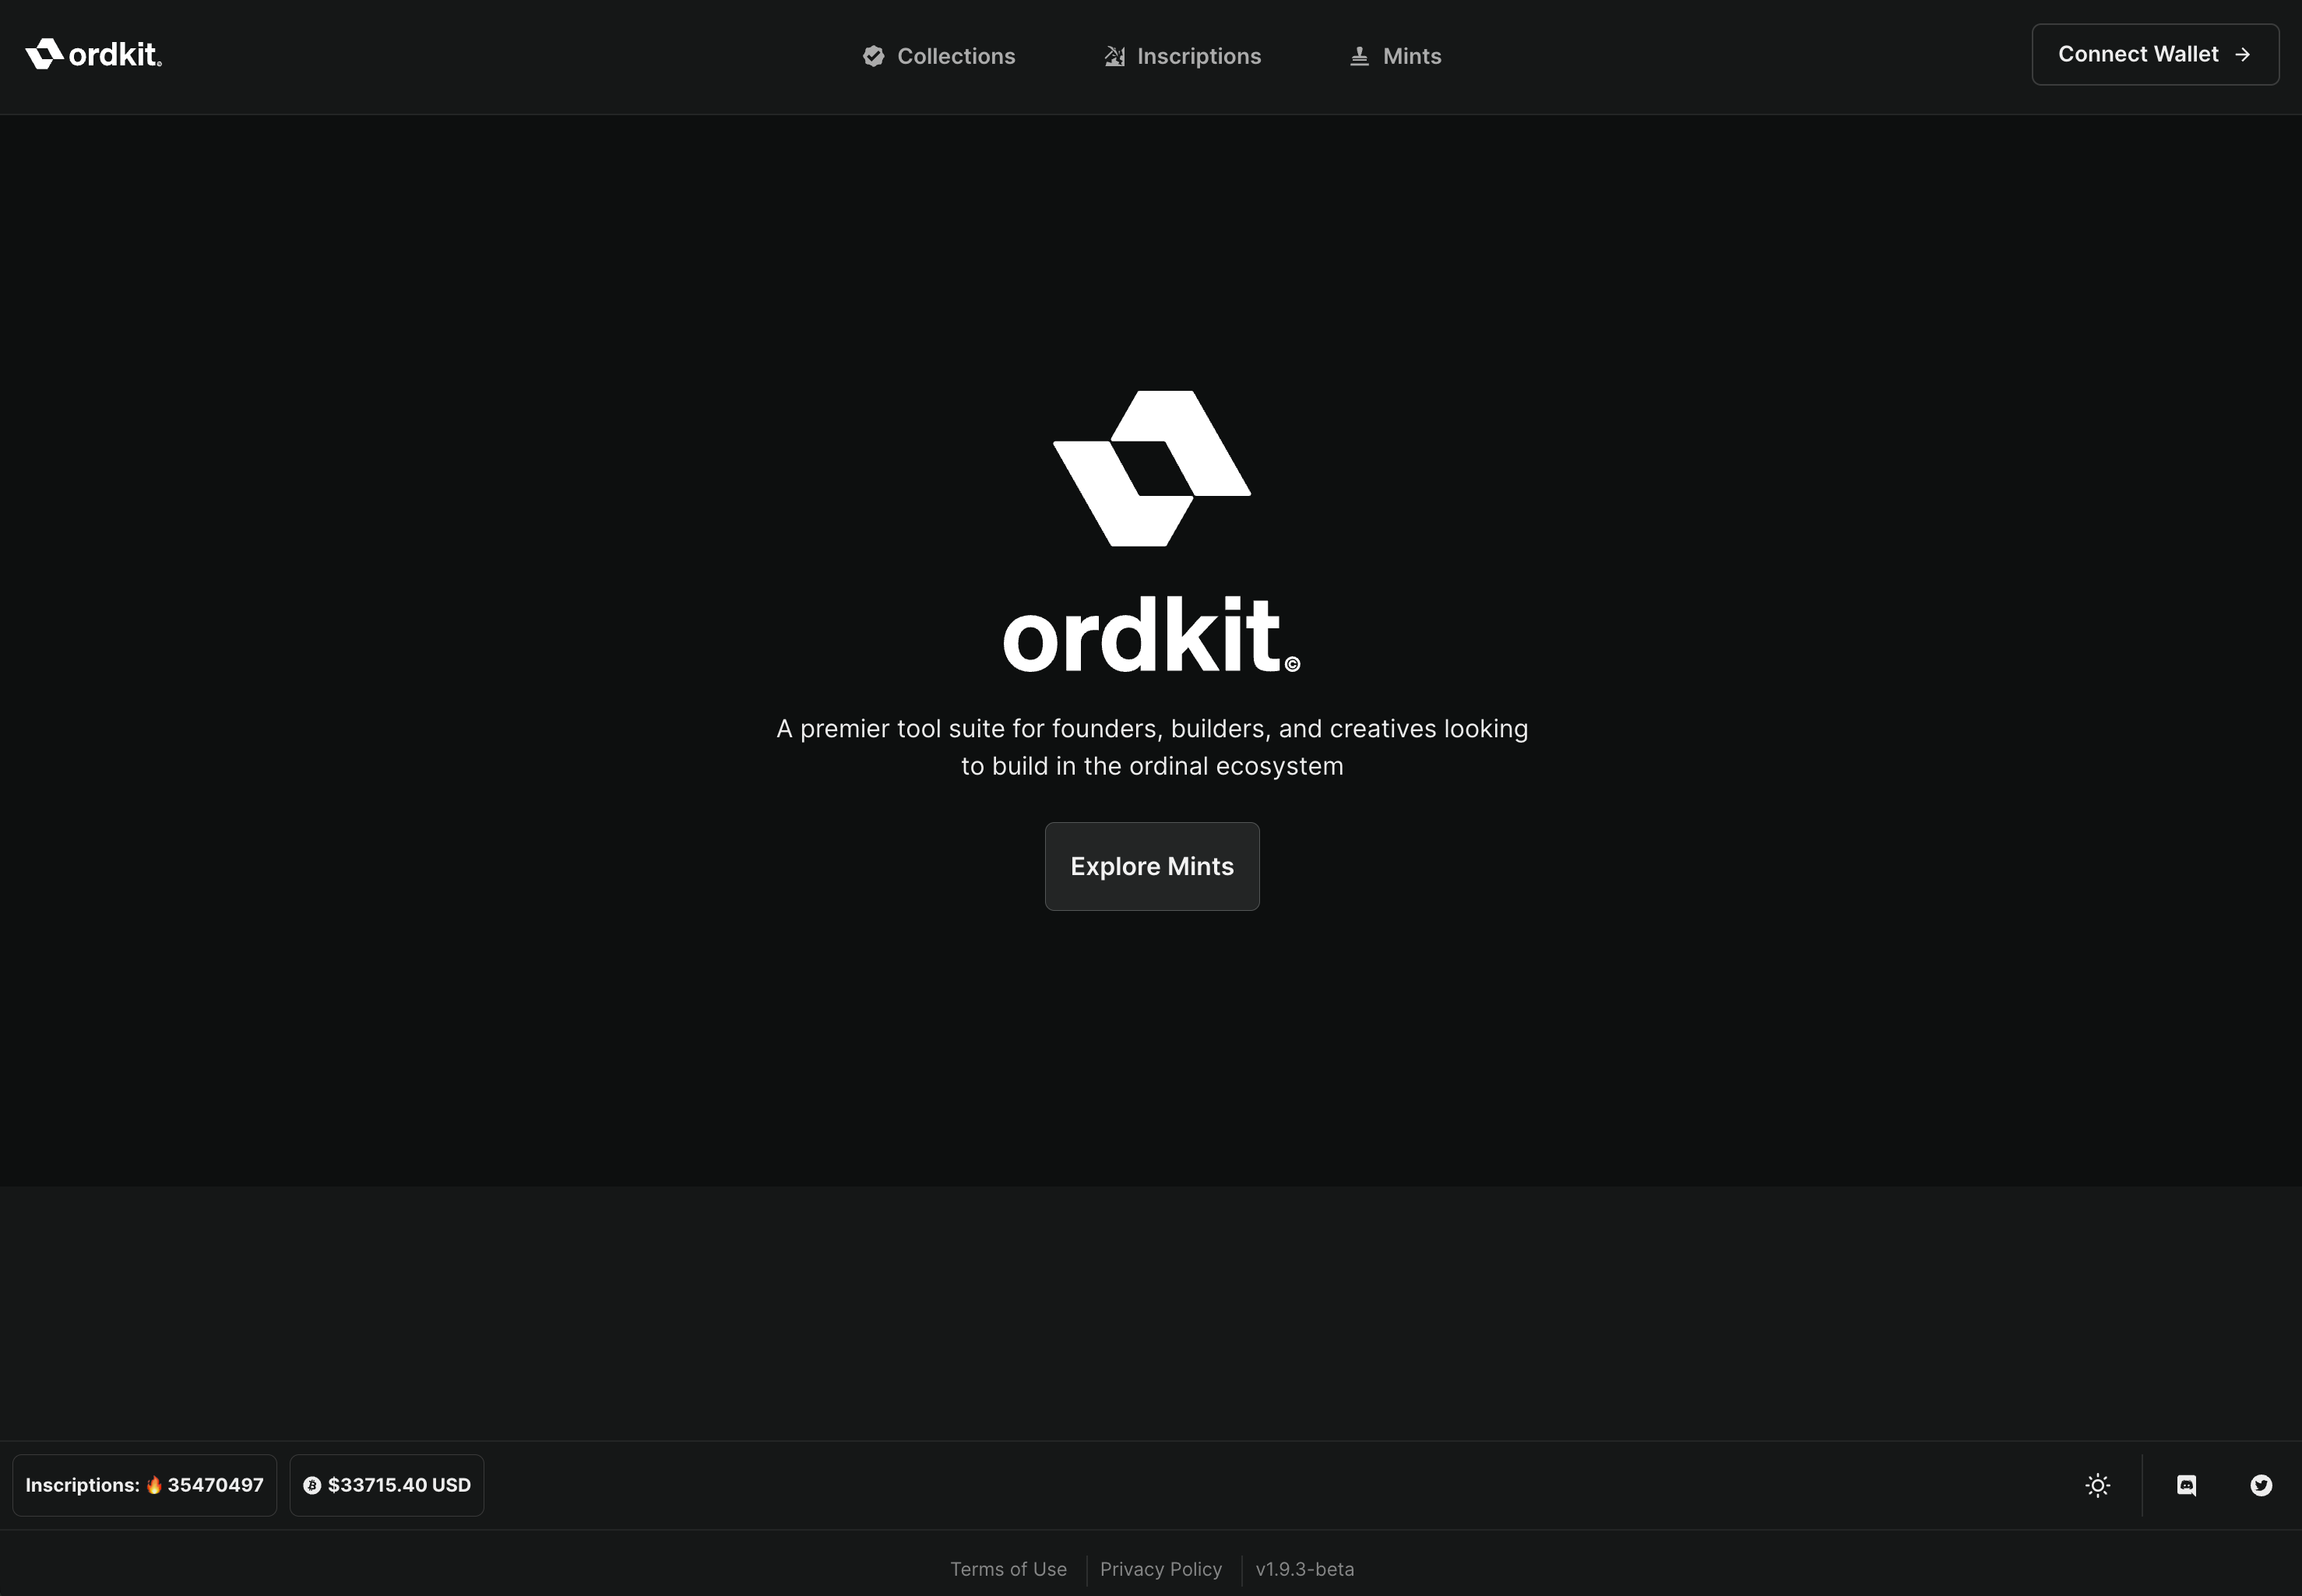 ordkit.©
Collections
Inscriptions
Mints
Connect Wallet →
ordkit.©
A premier tool suite for founders, builders, and creatives looking
to build in the ordinal ecosystem
Explore Mints
Inscriptions: 🔥 35470497
$33715.40 USD
Terms of Use
Privacy Policy
v1.9.3-beta